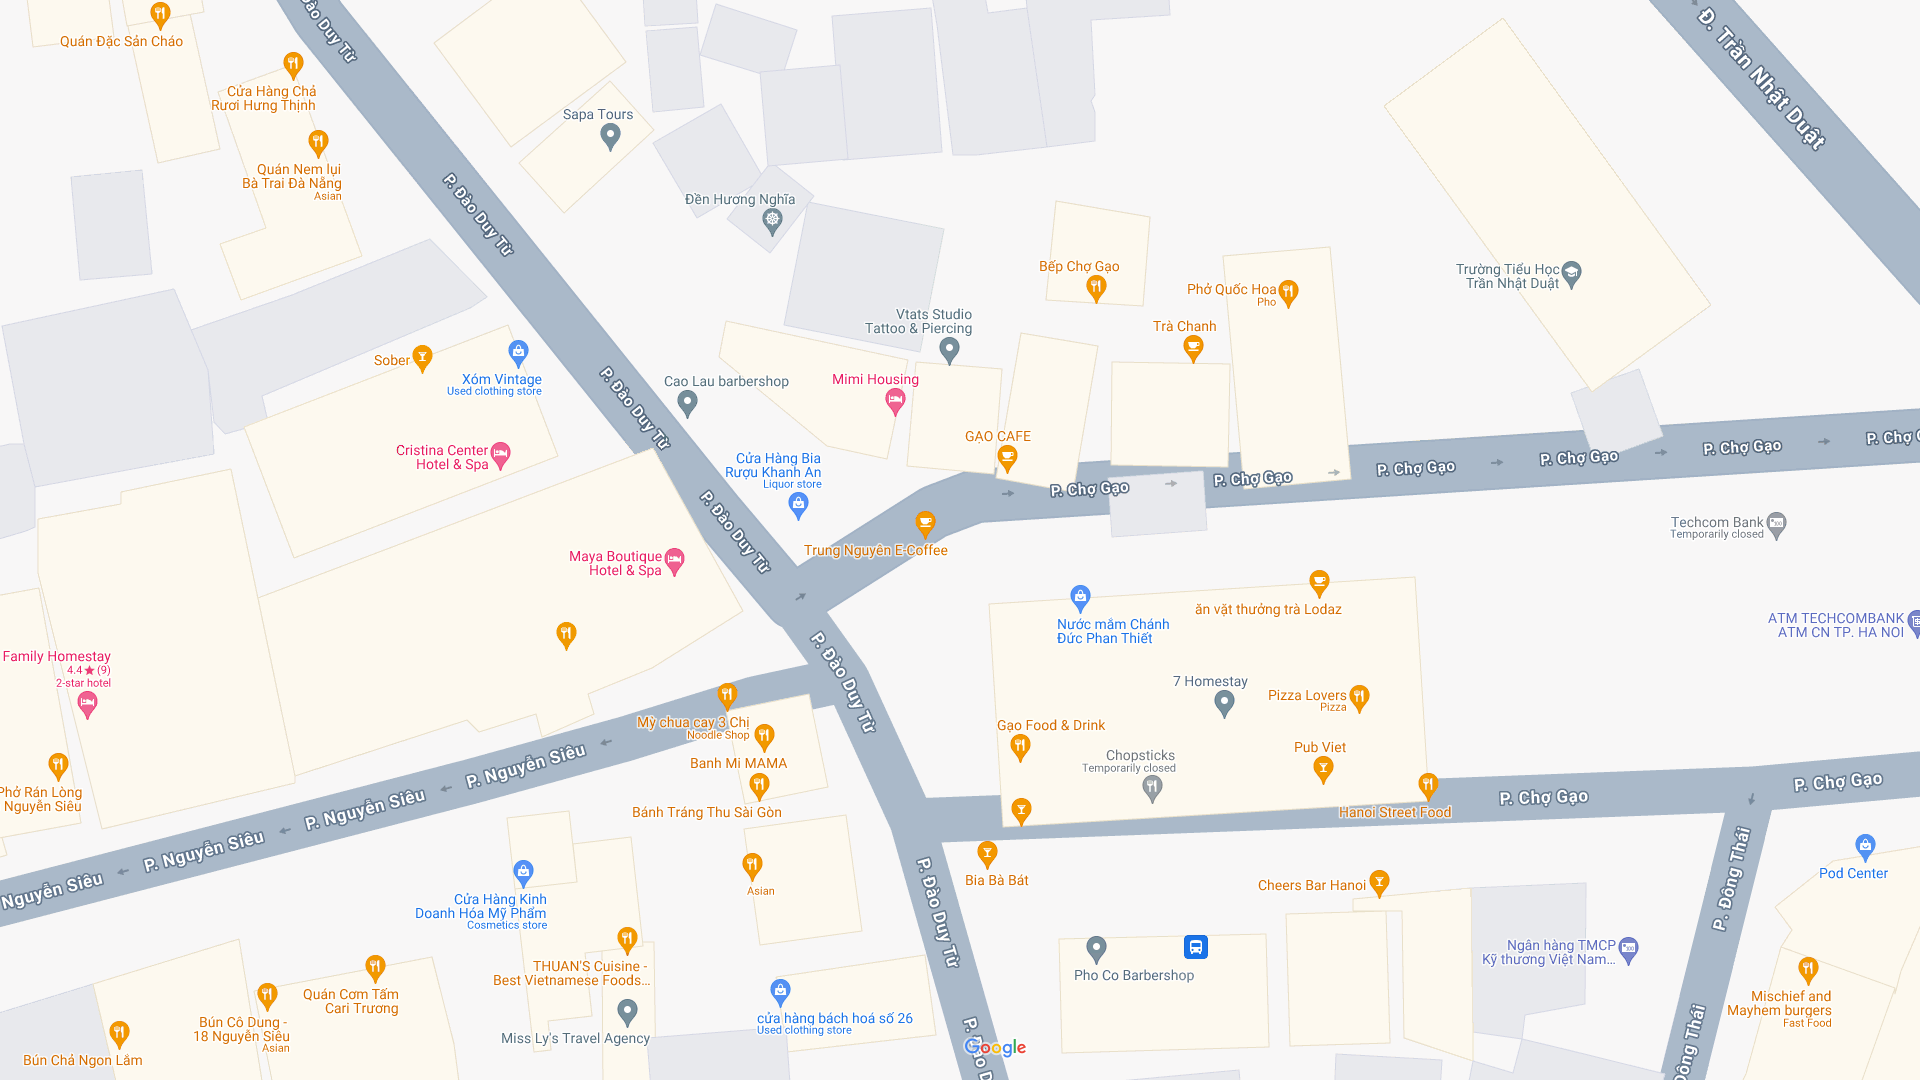 Quán Đặc Sản Cháo
Đào Duy Từ
Đ. Trần Nhật Duật
Cửa Hàng Chả
Rươi Hưng Thịnh
Sapa Tours
Quán Nem lụi
Bà Trai Đà Nẵng
Asian
P. Đào Duy Từ
Đền Hương Nghĩa
Bếp Chợ Gạo
Trường Tiểu Học
Trần Nhật Duật
Phở Quốc Hoa
Pho
Vtats Studio
Tattoo & Piercing
Trà Chanh
Sober
Xóm Vintage
Used clothing store
Cao Lau barbershop
Mimi Housing
P. Đào Duy Từ
Cristina Center
Hotel & Spa
GẠO CAFE
Cửa Hàng Bia
Rượu Khanh An
Liquor store
P. Chợ Gạo
P. Chợ Gạo
P. Chợ Gạo
P. Chợ Gạo
P. Chợ Gạo
P. Chợ
P. Đào Duy Từ
Techcom Bank
Temporarily closed
Trung Nguyên E-Coffee
Maya Boutique
Hotel & Spa
ăn vặt thưởng trà Lodaz
Nước mắm Chánh
Đức Phan Thiết
ATM TECHCOMBANK
ATM CN TP. HA NOI
Family Homestay
4.4★(9)
2-star hotel
P. Đào Duy Từ
7 Homestay
Pizza Lovers
Pizza
Mỳ chua cay 3 Chị
Noodle Shop
Gạo Food & Drink
Pub Viet
Chopsticks
Temporarily closed
Banh Mi MAMA
P. Nguyễn Siêu
P. Nguyễn Siêu
P. Nguyễn Siêu
Nguyễn Siêu
Phở Rán Lòng
Nguyễn Siêu
Bánh Tráng Thu Sài Gòn
Hanoi Street Food
P. Chợ Gạo
P. Chợ Gạo
Asian
Bia Bà Bát
Cheers Bar Hanoi
P. Đông Thái
Pod Center
Cửa Hàng Kinh
Doanh Hóa Mỹ Phẩm
Cosmetics store
P. Đào Duy Từ
Ngân hàng TMCP
Kỹ thương Việt Nam...
THUAN'S Cuisine -
Best Vietnamese Foods...
Pho Co Barbershop
Quán Cơm Tấm
Cari Trương
Mischief and
Mayhem burgers
Fast Food
Bún Cô Dung -
18 Nguyễn Siêu
Asian
cửa hàng bách hoá số 26
Used clothing store
Miss Ly's Travel Agency
Bún Chả Ngon Lắm
Google
Đông Thái